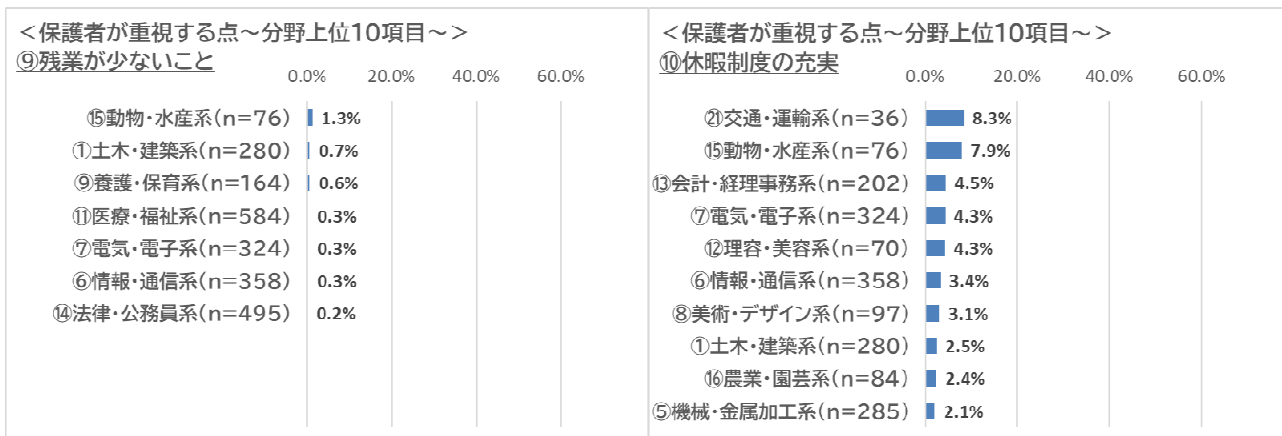 <保護者が重視する点～分野上位10項目～>
⑨残業が少ないこと
0.0% 20.0% 40.0% 60.0%
⑮動物・水産系(n=76) 1.3%
①土木・建築系(n=280) 0.7%
⑨養護・保育系(n=164) 0.6%
⑪医療・福祉系(n=584) 0.3%
⑦電気・電子系(n=324) 0.3%
⑥情報・通信系(n=358) 0.3%
⑭法律・公務員系(n=495) 0.2%
<保護者が重視する点～分野上位10項目～>
⑩休暇制度の充実
0.0% 20.0% 40.0% 60.0%
㉑交通・運輸系(n=36) 8.3%
⑮動物・水産系(n=76) 7.9%
⑬会計・経理事務系(n=202) 4.5%
⑦電気・電子系(n=324) 4.3%
⑫理容・美容系(n=70) 4.3%
⑥情報・通信系(n=358) 3.4%
⑧美術・デザイン系(n=97) 3.1%
①土木・建築系(n=280) 2.5%
⑯農業・園芸系(n=84) 2.4%
⑤機械・金属加工系(n=285) 2.1%